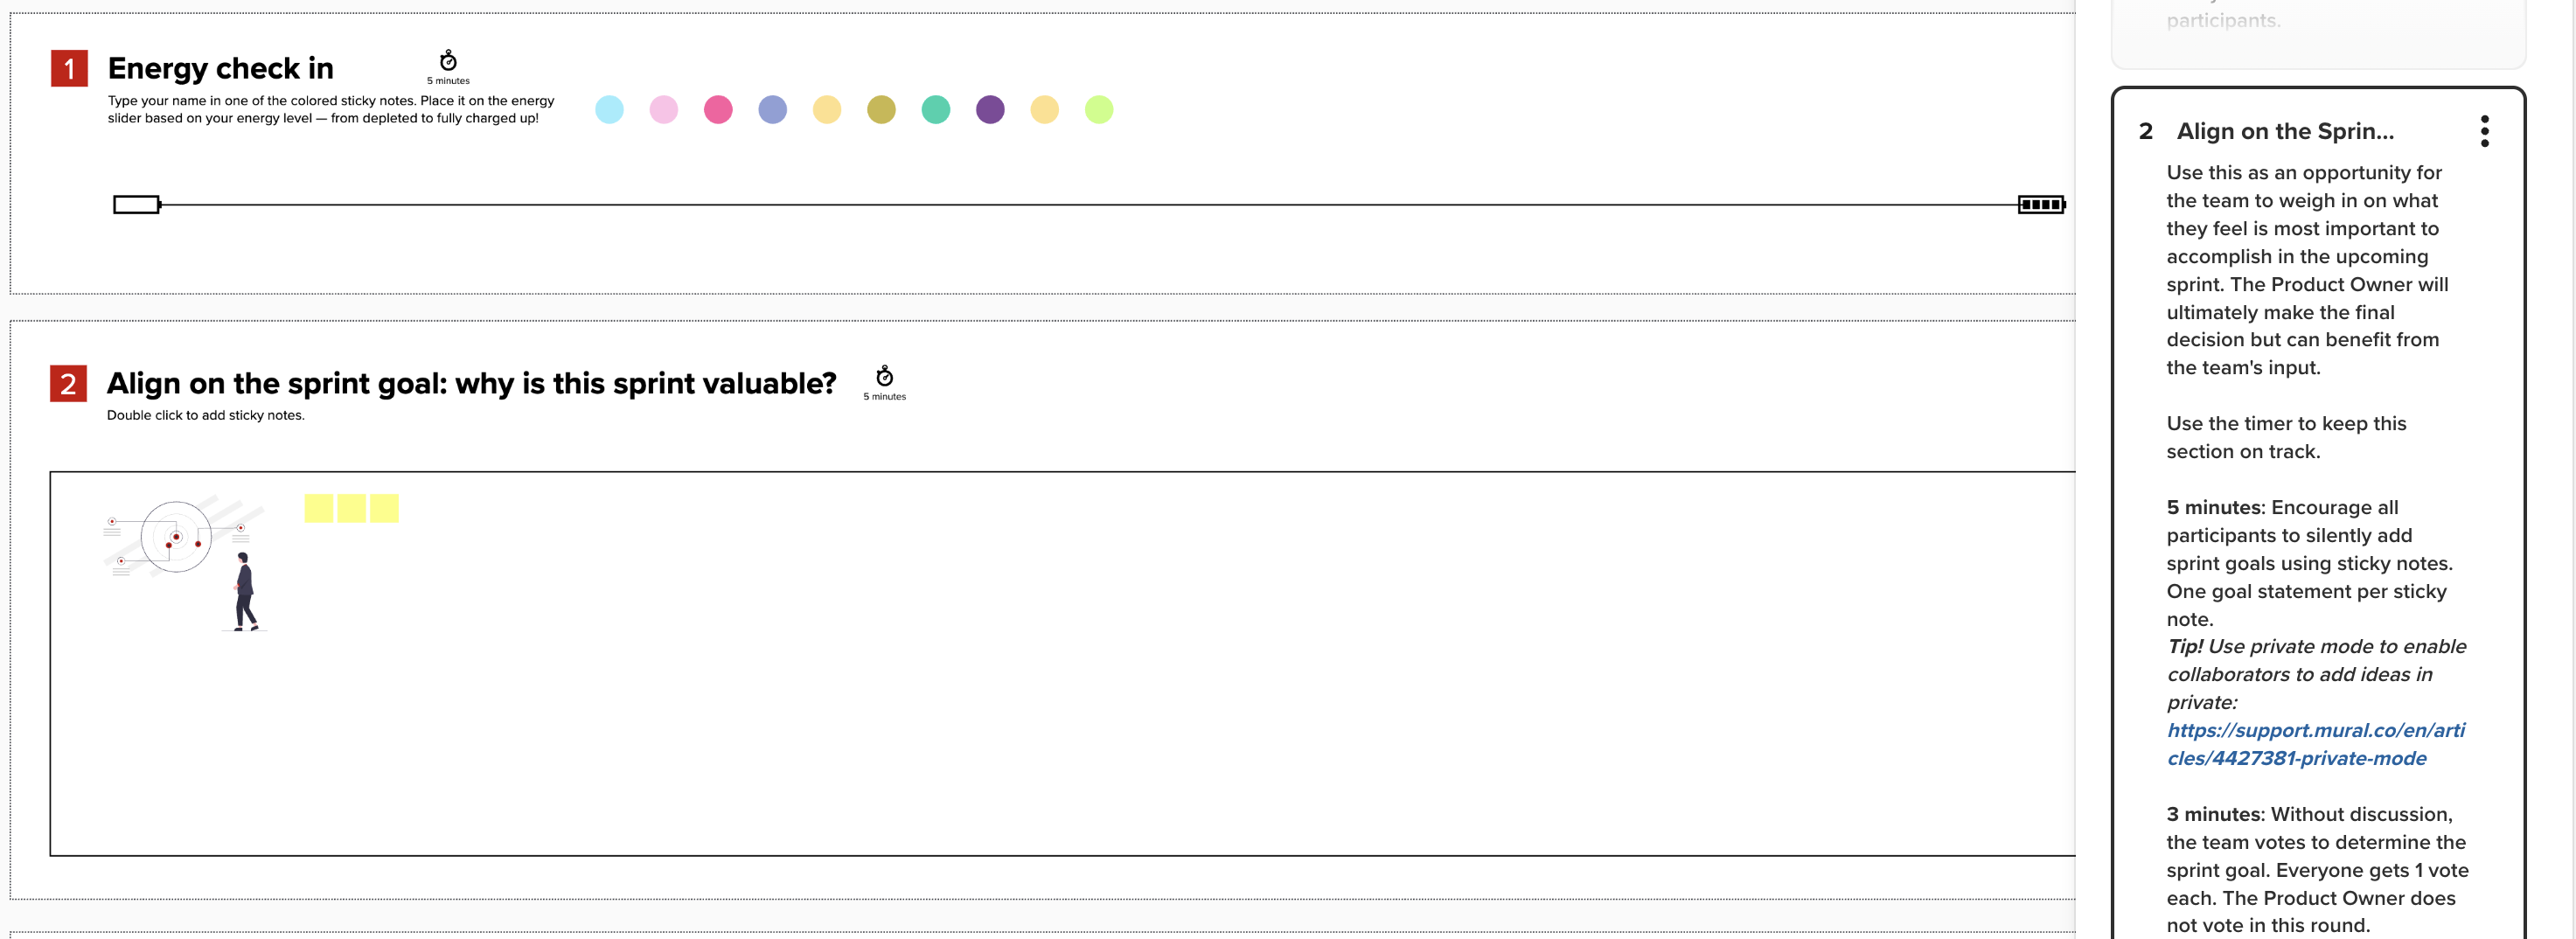 1
Energy check in
5 minutes
Type your name in one of the colored sticky notes. Place it on the energy
slider based on your energy level — from depleted to fully charged up!
2
Align on the sprint goal: why is this sprint valuable?
5 minutes
Double click to add sticky notes.
participants.
2 Align on the Sprin...
Use this as an opportunity for
the team to weigh in on what
they feel is most important to
accomplish in the upcoming
sprint. The Product Owner will
ultimately make the final
decision but can benefit from
the team's input.
Use the timer to keep this
section on track.
5 minutes: Encourage all
participants to silently add
sprint goals using sticky notes.
One goal statement per sticky
note.
Tip! Use private mode to enable
collaborators to add ideas in
private:
https://support.mural.co/en/arti
cles/4427381-private-mode
3 minutes: Without discussion,
the team votes to determine the
sprint goal. Everyone gets 1 vote
each. The Product Owner does
not vote in this round.